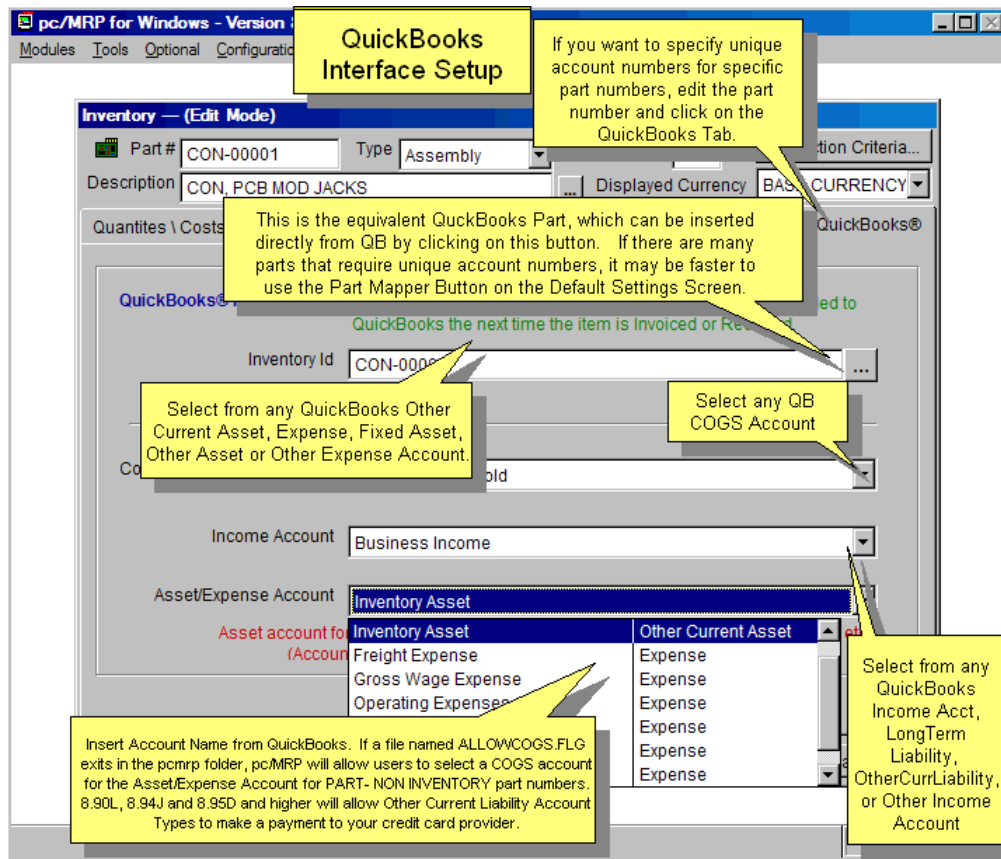 pc/MRP for Windows - Version
QuickBooks
Interface Setup
If you want to specify unique
account numbers for specific
part numbers, edit the part
number and click on the
QuickBooks Tab.
Modules Tools Optional
Inventory — (Edit Mode)
Part # CON-00001 Type Assembly Criteria...
Description CON, PCB MOD JACKS ... Displayed Currency CURRENCY
Quantites \ Costs QuickBooks®
This is the equivalent QuckBooks Part, which can be inserted
directly from QB by clicking on this button. If there are many
parts that require unique account numbers, it may be faster to
use the Part Mapper Button on the Default Settings Screen.
QuickBooks® to
QuickBooks the next time the item is Invoiced or
Inventory Id ...
Select from any QuickBooks Other
Current Asset, Expense, Fixed Asset,
Other Asset or Other Expense Account.
Select any QB
COGS Account
Income Account Business Income
Asset/Expense Account Inventory Asset
Asset account
Inventory Asset Other Current Asset
Freight Expense Expense
Gross Wage Expense Expense
Operating Expenses Expense
Expense
Expense
Expense
Select from any
QuickBooks
Income Acct,
LongTerm
Liability,
OtherCurrLiability,
or Other Income
Account
Insert Account Name from QuickBooks. If a file named ALLOWCOGS.FLG
exits in the pcmrp folder, pc/MRP will allow users to select a COGS account
for the Asset/Expense Account for PART- NON INVENTORY part numbers.
8.90L, 8.94J and 8.95D and higher will allow Other Current Liability Account
Types to make a payment to your credit card provider.